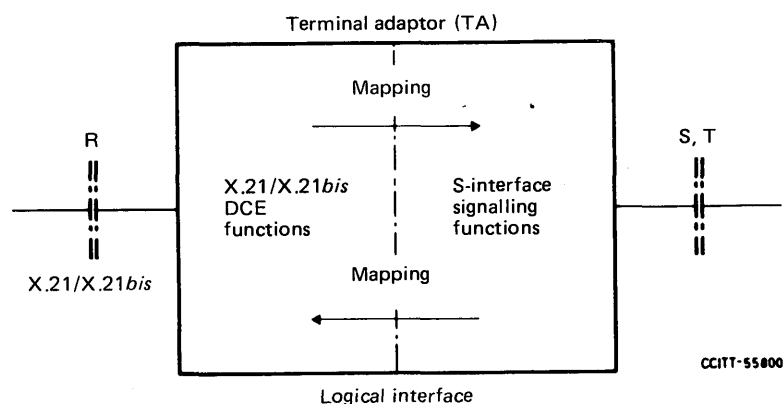 Terminal adaptor (TA)
Mapping
R
S, T
X.21/X.21bis
DCE
functions
S-interface
signalling
functions
Mapping
X.21/X.21bis
CCITT-55800
Logical interface